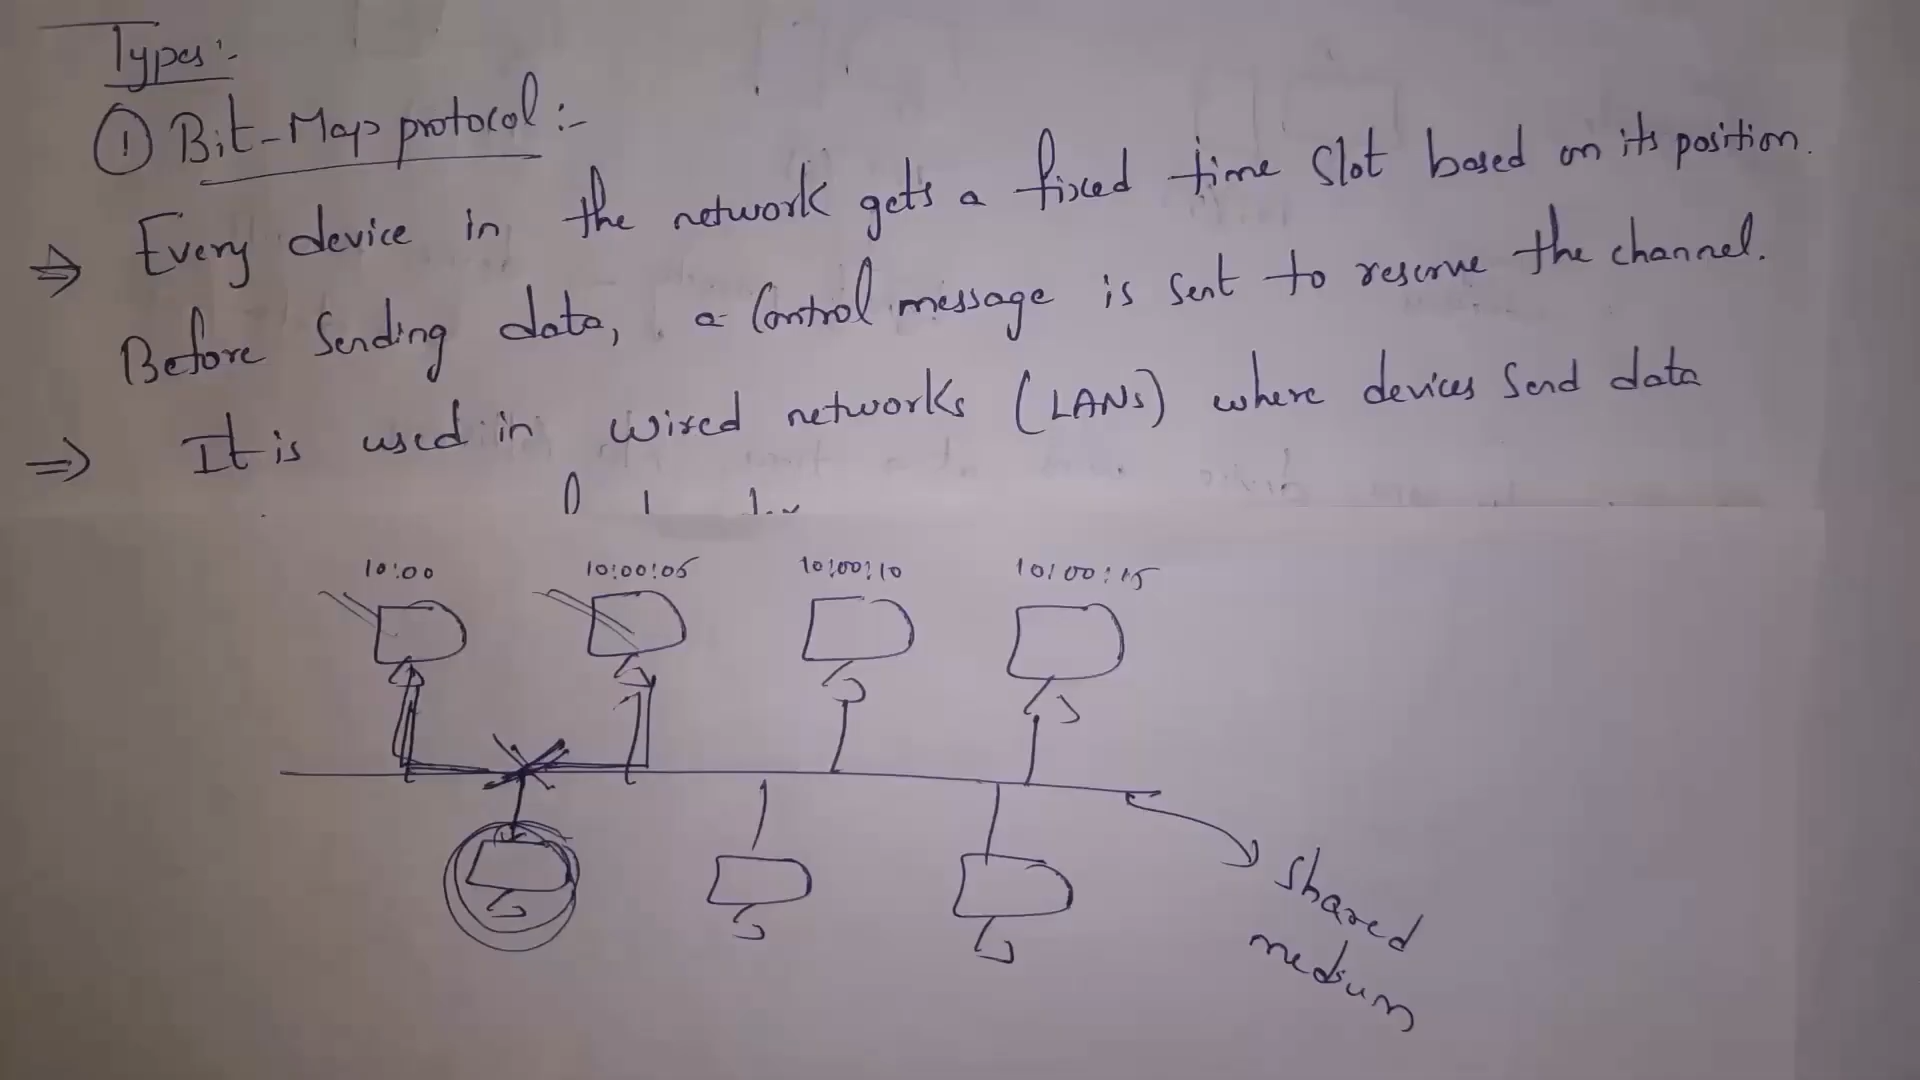 Types:-
① Bit-Map protocol :-
⇒ Every device in the network gets a fixed time slot based on its position.
Before sending data, a control message is sent to reserve the channel.
⇒ It is used in wired networks (LANs) where devices send data
10:00 10:00:05 10:00:10 10:00:15
Shared
medium